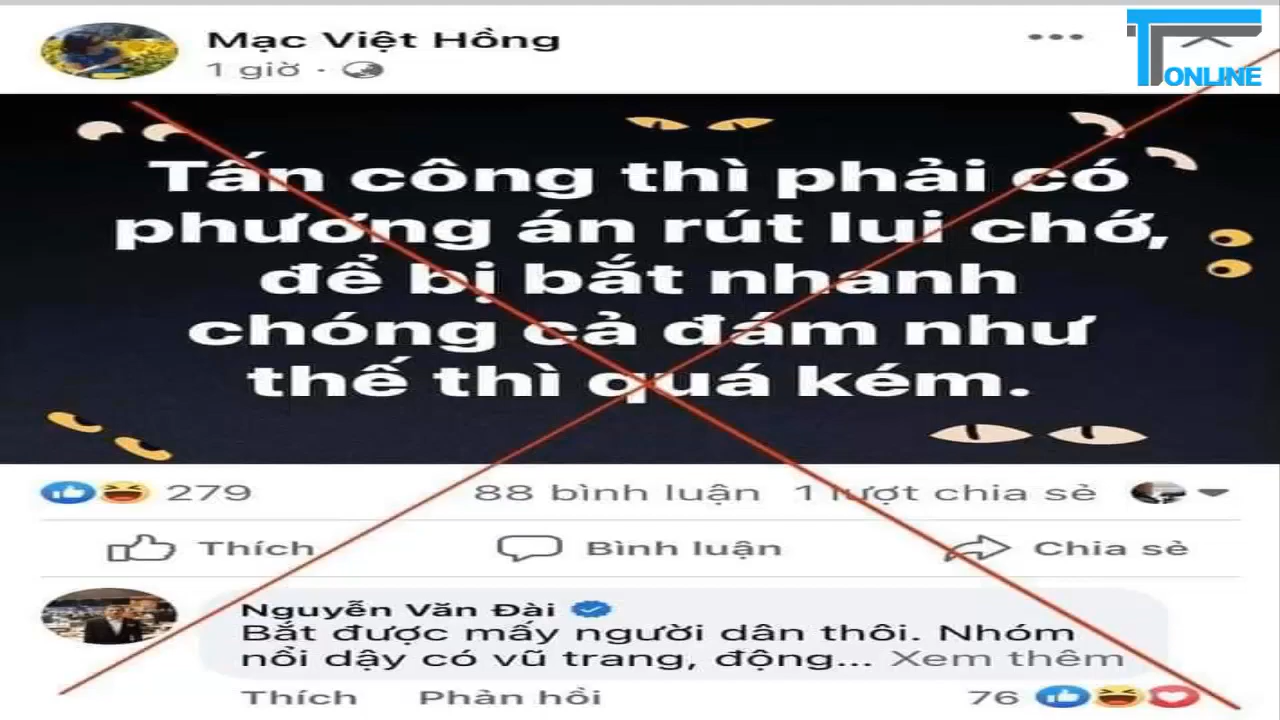 Mạc Việt Hồng
1 giờ ·
T ONLINE
Tấn công thì phải có
phương án rút lui chớ,
để bị bắt nhanh
chóng cả đám như
thế thì quá kém.
279
88 bình luận 1 lượt chia sẻ
Thích Bình luận Chia sẻ
Nguyễn Văn Đài
Bắt được mấy người dân thôi. Nhóm
nổi dậy có vũ trang, động... Xem thêm
Thích Phản hồi 76